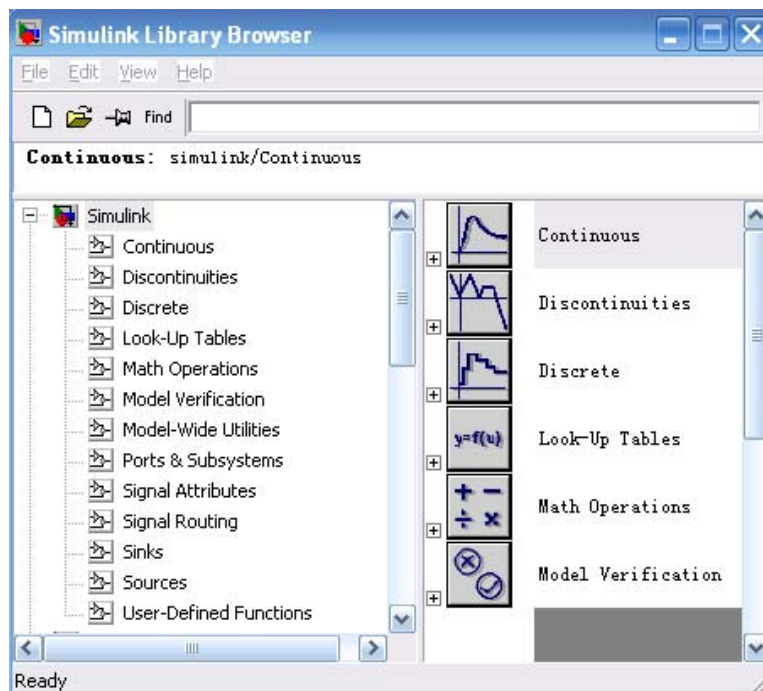 Simulink Library Browser
File Edit View Help
Find
Continuous: simulink/Continuous
Simulink
Continuous
Discontinuities
Discrete
Look-Up Tables
Math Operations
Model Verification
Model-Wide Utilities
Ports & Subsystems
Signal Attributes
Signal Routing
Sinks
Sources
User-Defined Functions
Continuous
Discontinuities
Discrete
y=f(u) Look-Up Tables
Math Operations
Model Verification
Ready